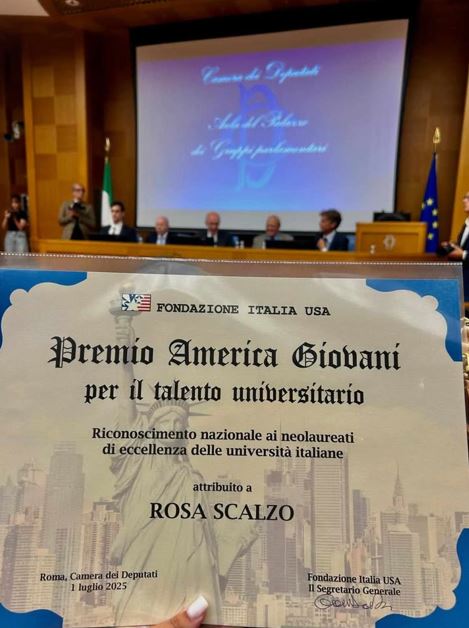 Camera dei Deputati
Aula del Palazzo
dei Gruppi parlamentari
FONDAZIONE ITALIA USA
Premio America Giovani
per il talento universitario
Riconoscimento nazionale ai neolaureati
di eccellenza delle università italiane
attribuito a
ROSA SCALZO
Roma, Camera dei Deputati
1 luglio 2025
Fondazione Italia USA
Il Segretario Generale